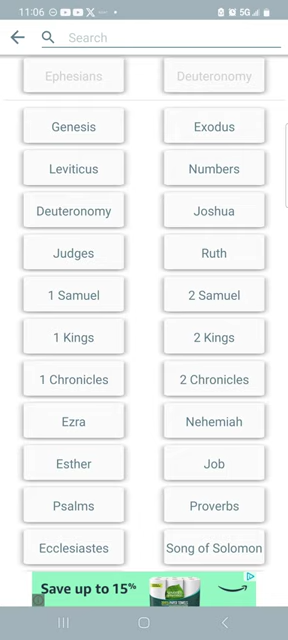 11:06
5G
Search
Ephesians Deuteronomy
Genesis Exodus
Leviticus Numbers
Deuteronomy Joshua
Judges Ruth
1 Samuel 2 Samuel
1 Kings 2 Kings
1 Chronicles 2 Chronicles
Ezra Nehemiah
Esther Job
Psalms Proverbs
Ecclesiastes Song of Solomon
Save up to 15%